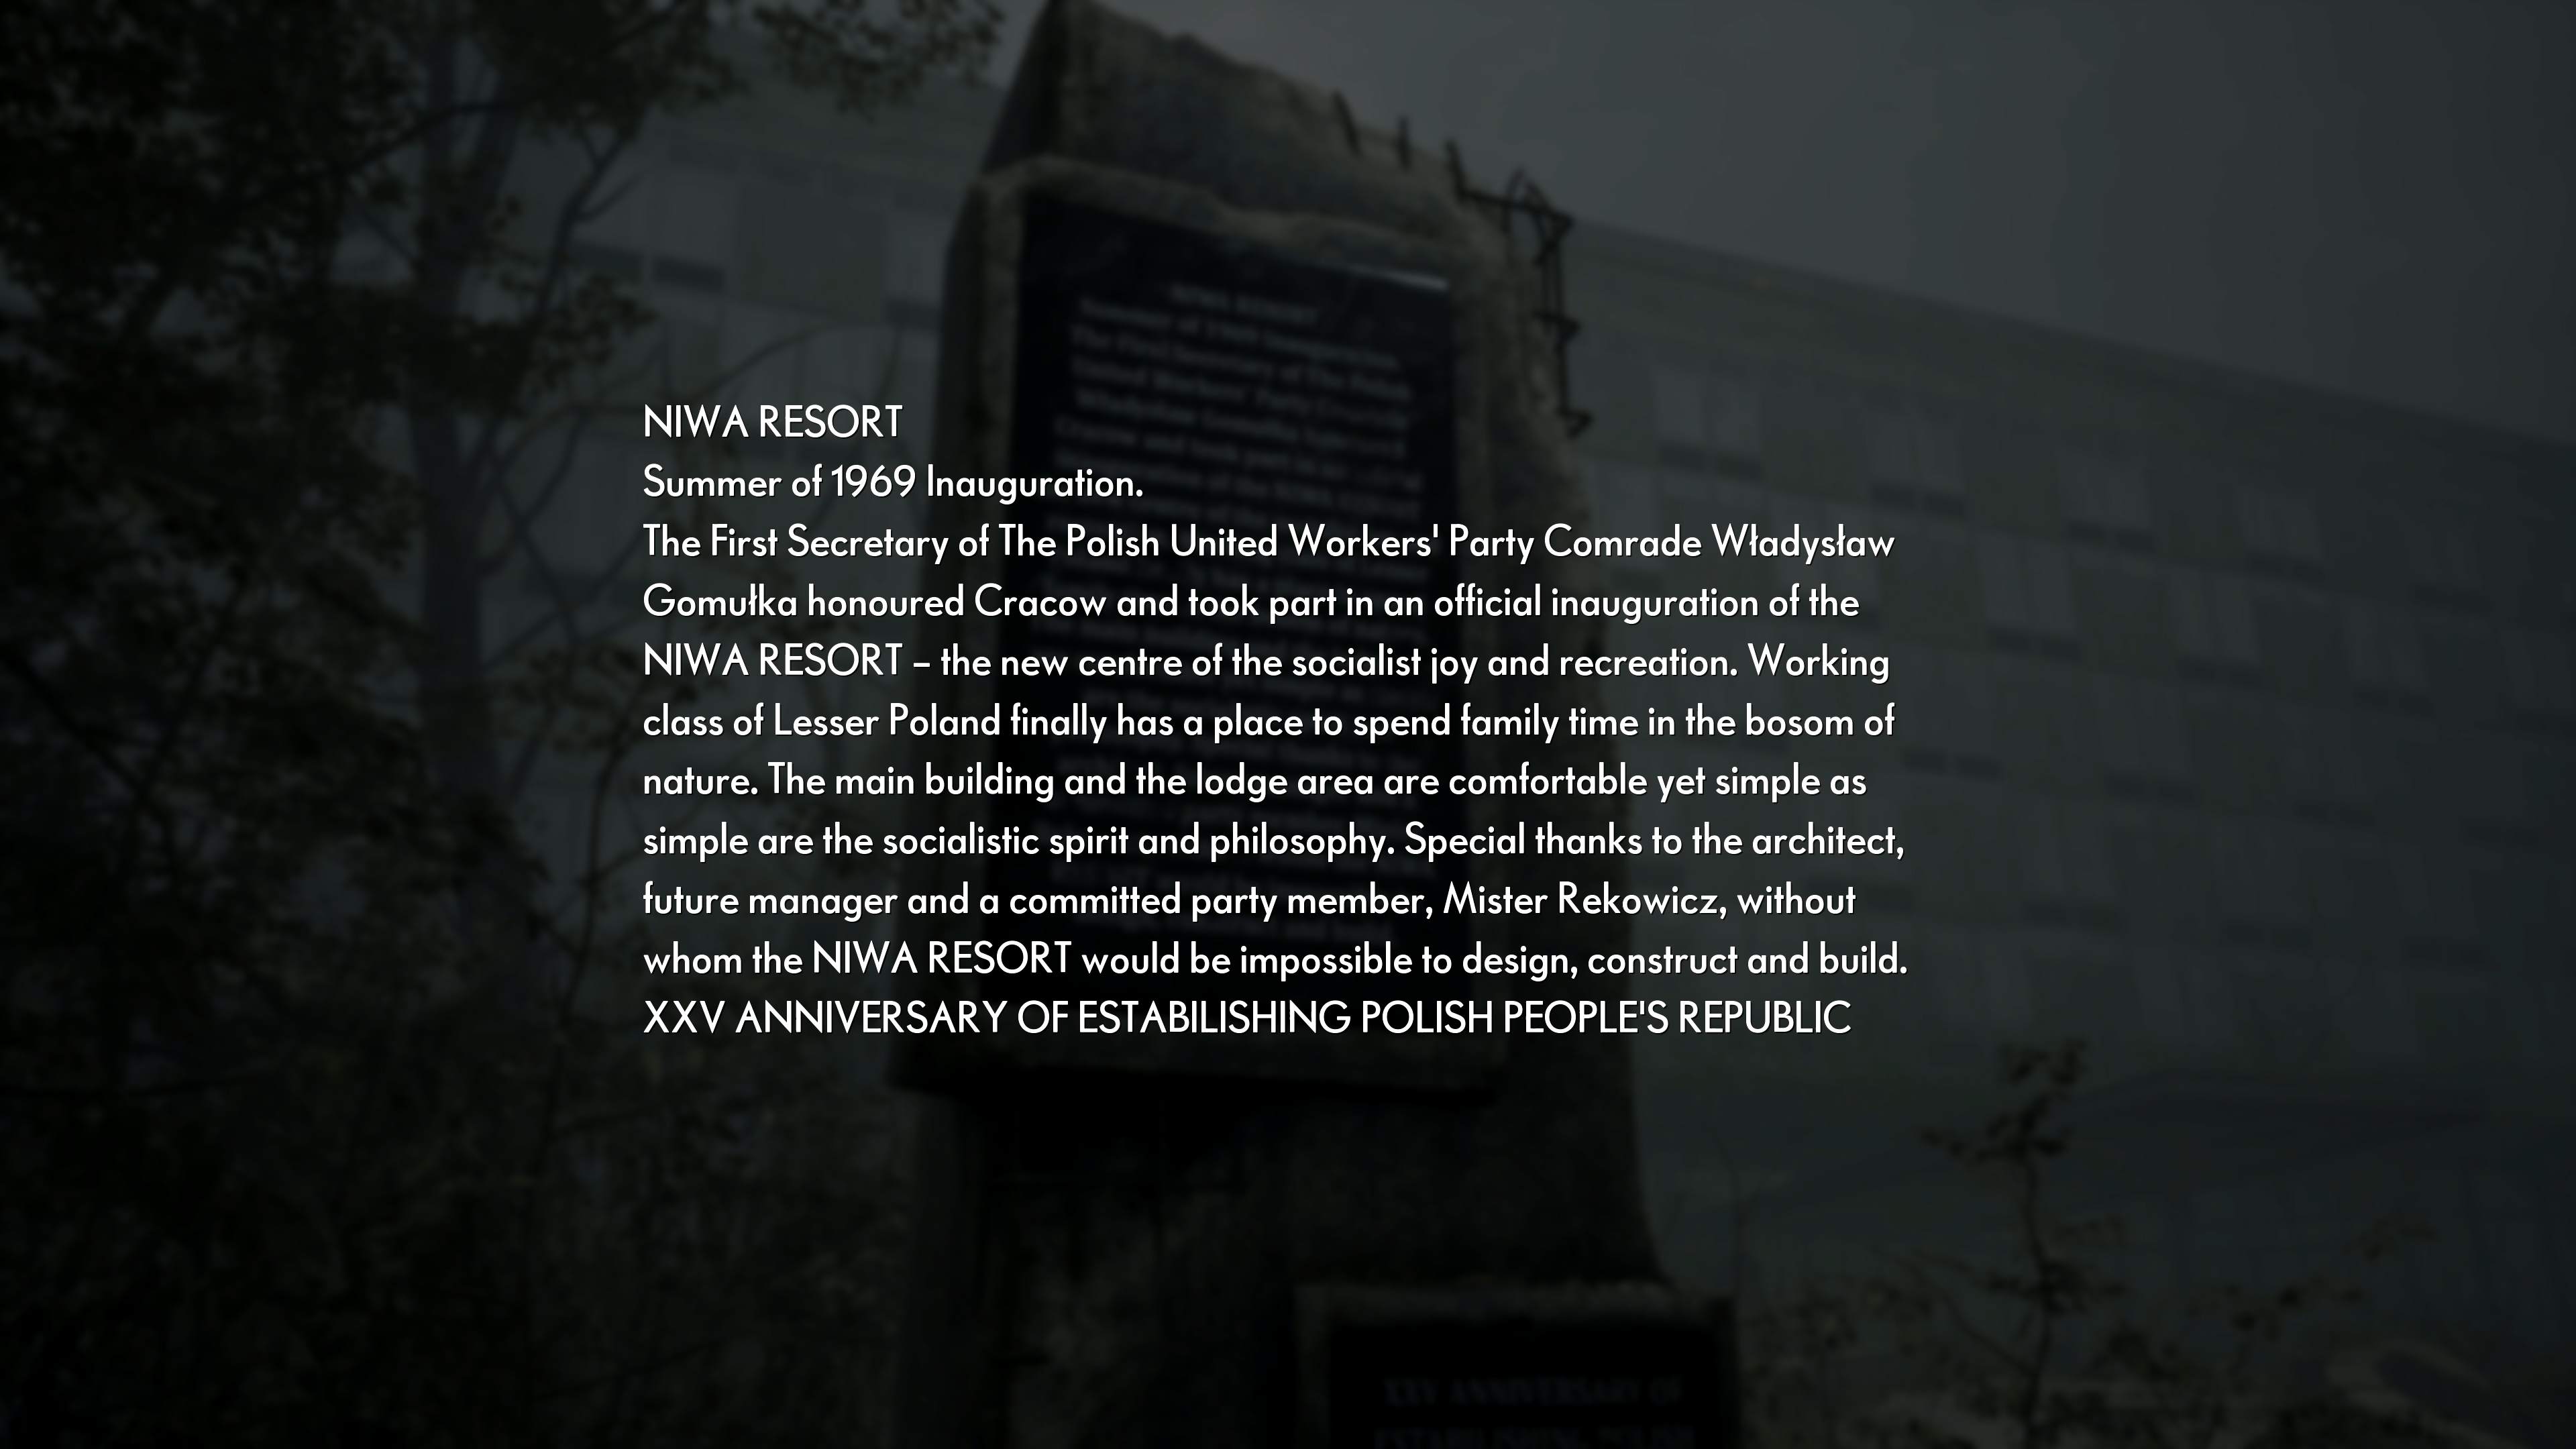 NIWA RESORT
Summer of 1969 Inauguration.
The First Secretary of The Polish United Workers' Party Comrade Władysław
Gomułka honoured Cracow and took part in an official inauguration of the
NIWA RESORT – the new centre of the socialist joy and recreation. Working
class of Lesser Poland finally has a place to spend family time in the bosom of
nature. The main building and the lodge area are comfortable yet simple as
simple are the socialistic spirit and philosophy. Special thanks to the architect,
future manager and a committed party member, Mister Rekowicz, without
whom the NIWA RESORT would be impossible to design, construct and build.
XXV ANNIVERSARY OF ESTABILISHING POLISH PEOPLE'S REPUBLIC
XXV ANNIVERSARY OF